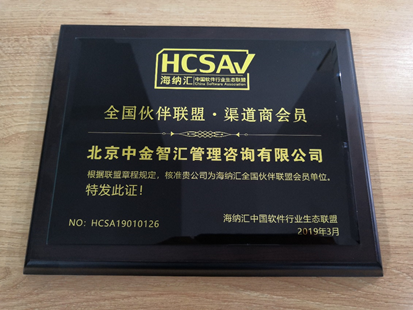 HCSA
海纳汇
中国软件行业生态联盟
China Software Association
全国伙伴联盟·渠道商会员
北京中金智汇管理咨询有限公司
根据联盟章程规定，核准贵公司为海纳汇全国伙伴联盟会员单位。
特发此证！
NO: HCSA19010126
海纳汇中国软件行业生态联盟
2019年3月